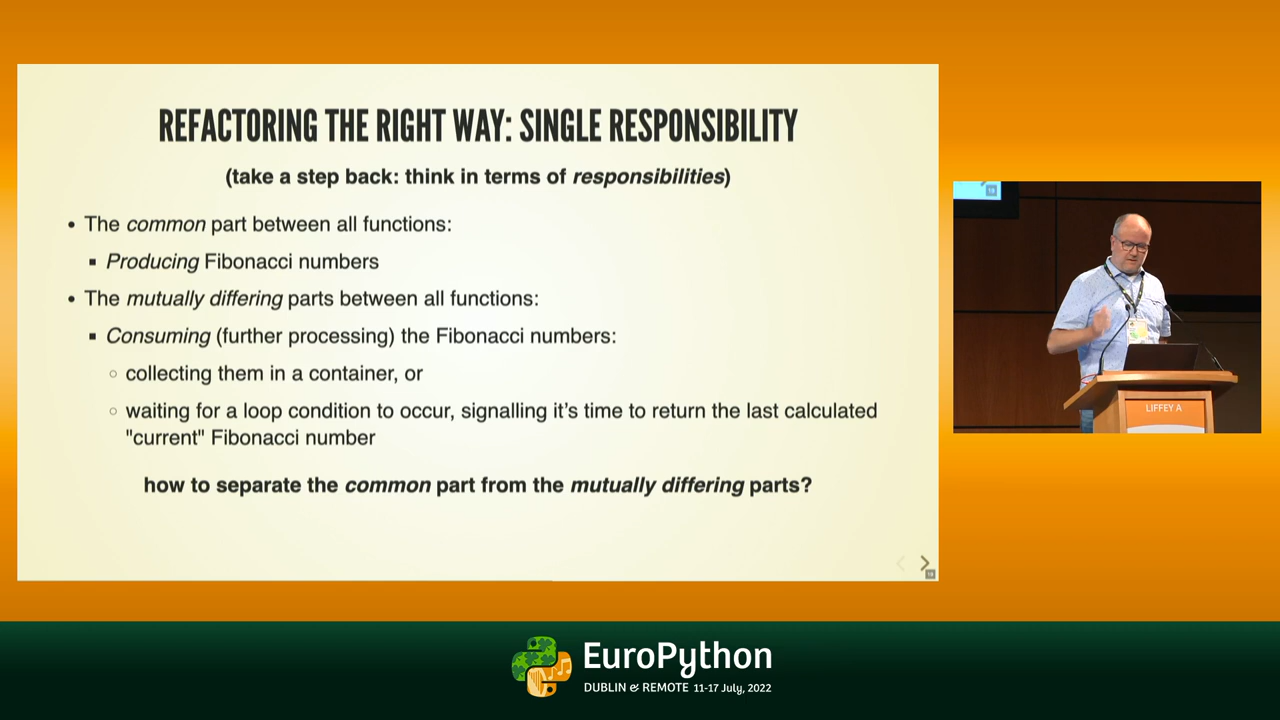 REFACTORING THE RIGHT WAY: SINGLE RESPONSIBILITY
(take a step back: think in terms of responsibilities)
• The common part between all functions:
▪ Producing Fibonacci numbers
• The mutually differing parts between all functions:
▪ Consuming (further processing) the Fibonacci numbers:
○ collecting them in a container, or
○ waiting for a loop condition to occur, signalling it’s time to return the last calculated
"current" Fibonacci number
how to separate the common part from the mutually differing parts?
LIFFEY A
EuroPython
DUBLIN & REMOTE 11-17 July, 2022